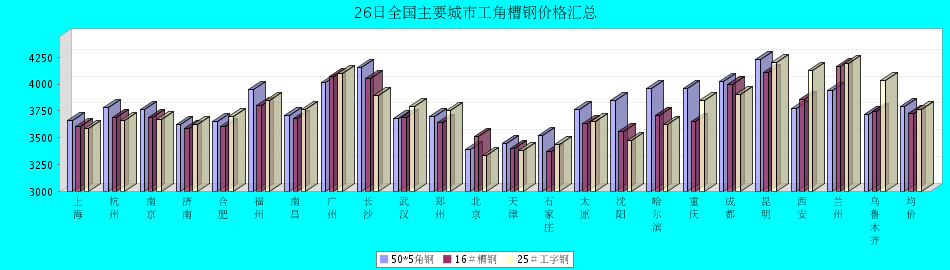 26日全国主要城市工角槽钢价格汇总
4250
4000
3750
3500
3250
3000
上海 杭州 南京 济南 合肥 福州 南昌 广州 长沙 武汉 郑州 北京 天津 石家庄 太原 沈阳 哈尔滨 重庆 成都 昆明 西安 兰州 乌鲁木齐 均价
50*5角钢 16#槽钢 25#工字钢